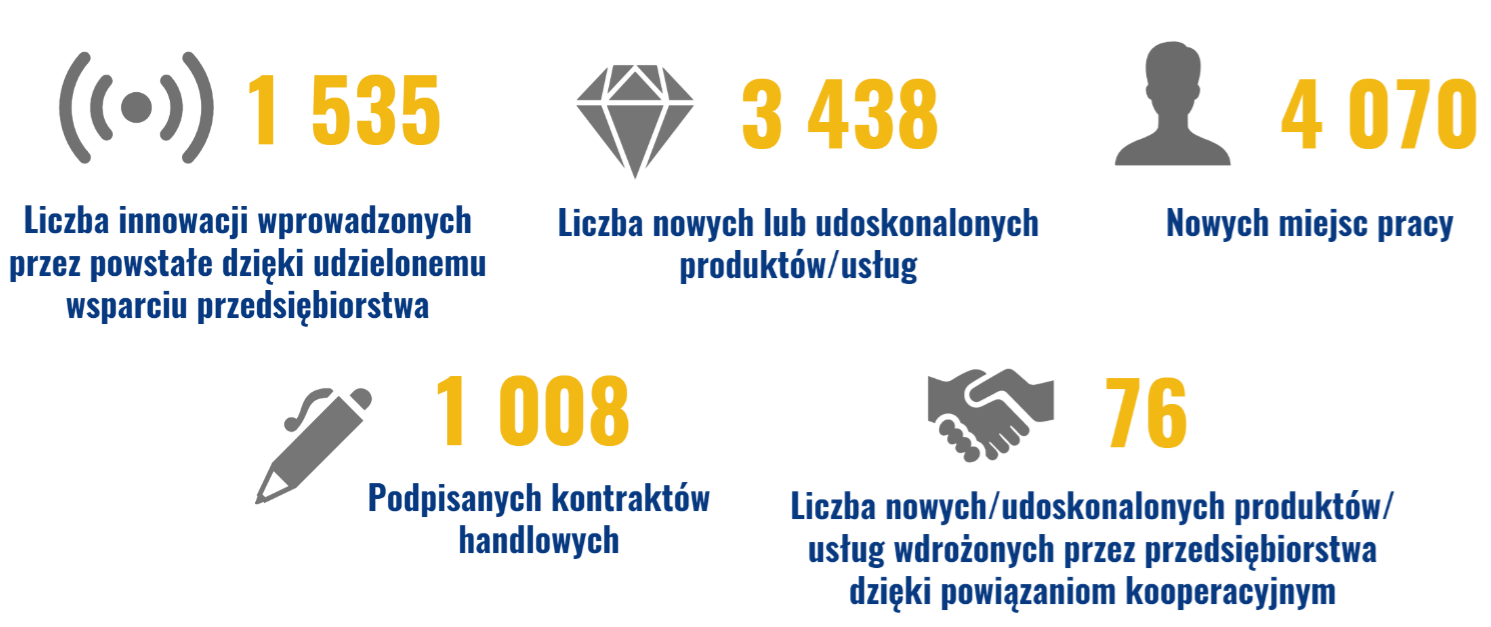 1 535
Liczba innowacji wprowadzonych
przez powstałe dzięki udzielonemu
wsparciu przedsiębiorstwa
3 438
Liczba nowych lub udoskonalonych
produktów/usług
4 070
Nowych miejsc pracy
1 008
Podpisanych kontraktów
handlowych
76
Liczba nowych/udoskonalonych produktów/
usług wdrożonych przez przedsiębiorstwa
dzięki powiązaniom kooperacyjnym